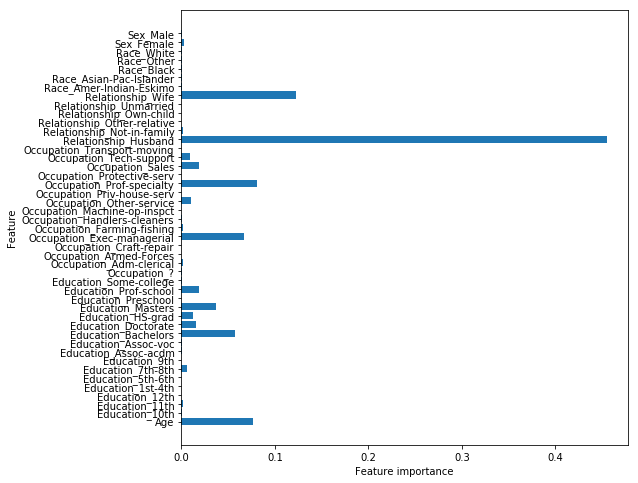 Sex_Male
Sex_Female
Race_White
Race_Other
Race_Black
Race_Asian-Pac-Islander
Race_Amer-Indian-Eskimo
Relationship_Wife
Relationship_Unmarried
Relationship_Own-child
Relationship_Other-relative
Relationship_Not-in-family
Relationship_Husband
Occupation_Transport-moving
Occupation_Tech-support
Occupation_Sales
Occupation_Protective-serv
Occupation_Prof-specialty
Occupation_Priv-house-serv
Occupation_Other-service
Occupation_Machine-op-inspct
Occupation_Handlers-cleaners
Occupation_Farming-fishing
Occupation_Exec-managerial
Occupation_Craft-repair
Occupation_Armed-Forces
Occupation_Adm-clerical
Occupation_?
Education_Some-college
Education_Prof-school
Education_Preschool
Education_Masters
Education_HS-grad
Education_Doctorate
Education_Bachelors
Education_Assoc-voc
Education_Assoc-acdm
Education_9th
Education_7th-8th
Education_5th-6th
Education_1st-4th
Education_12th
Education_11th
Education_10th
Age
Feature
0.0 0.1 0.2 0.3 0.4
Feature importance